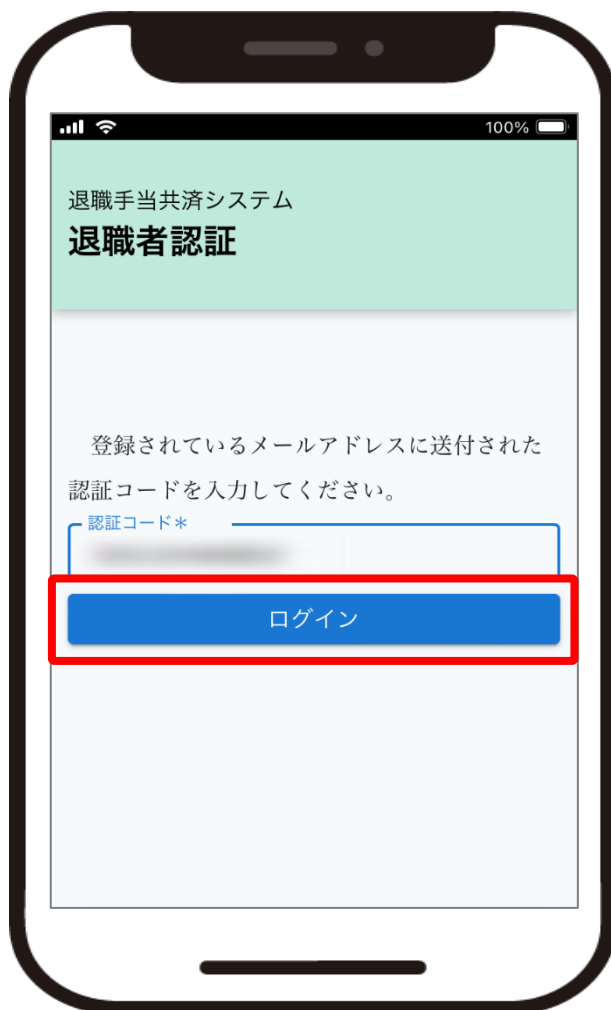 100%
退職手当共済システム
退職者認証
登録されているメールアドレスに送付された
認証コードを入力してください。
認証コード*
ログイン